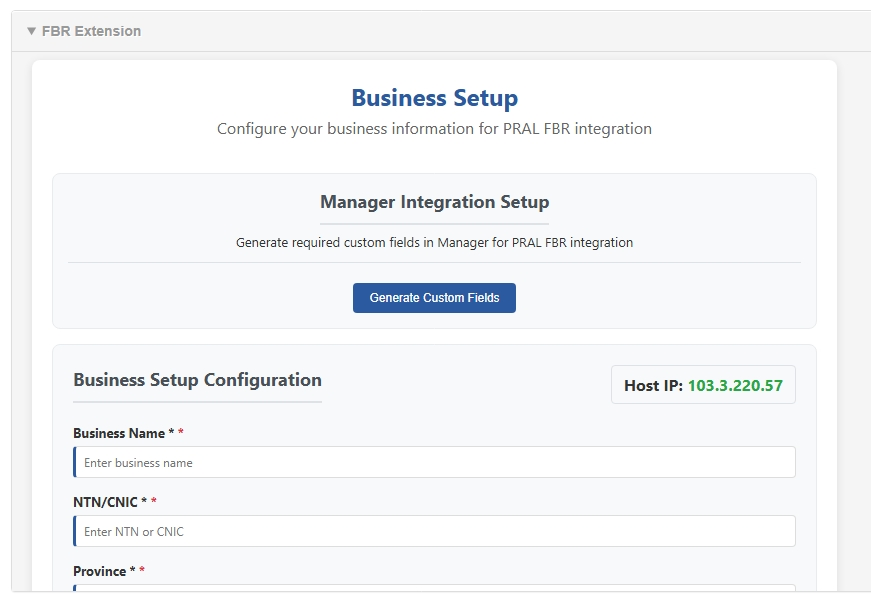 ▼ FBR Extension
Business Setup
Configure your business information for PRAL FBR integration
Manager Integration Setup
Generate required custom fields in Manager for PRAL FBR integration
Generate Custom Fields
Business Setup Configuration
Host IP: 103.3.220.57
Business Name * *
Enter business name
NTN/CNIC * *
Enter NTN or CNIC
Province * *